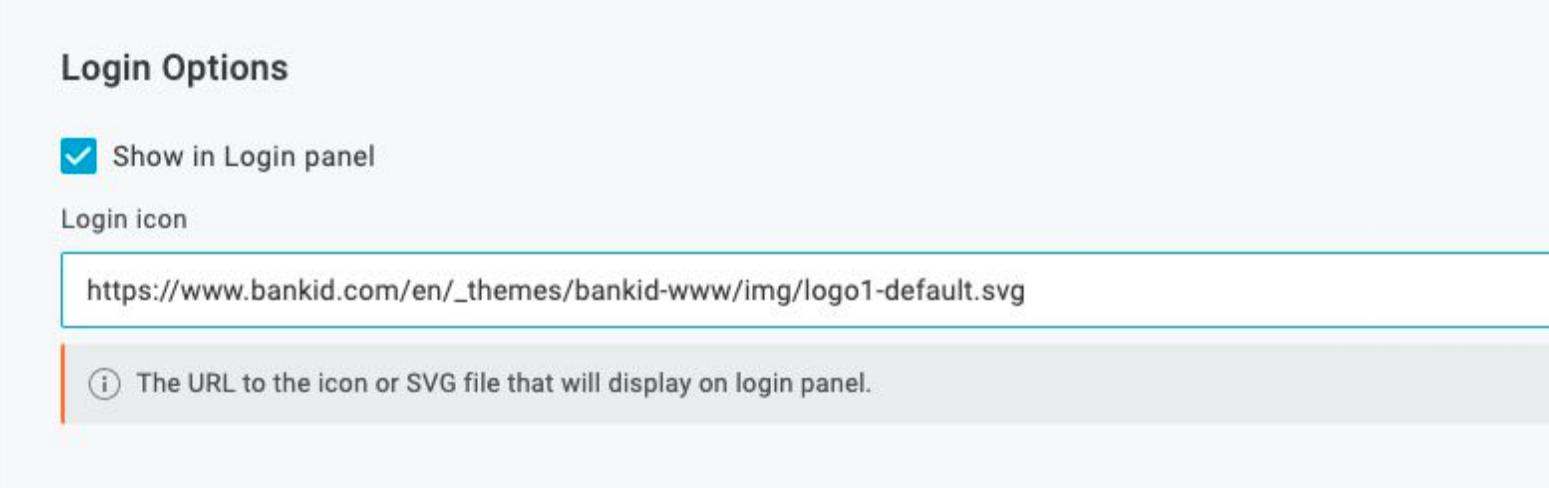 Login Options
Show in Login panel
Login icon
https://www.bankid.com/en/_themes/bankid-www/img/logo1-default.svg
The URL to the icon or SVG file that will display on login panel.